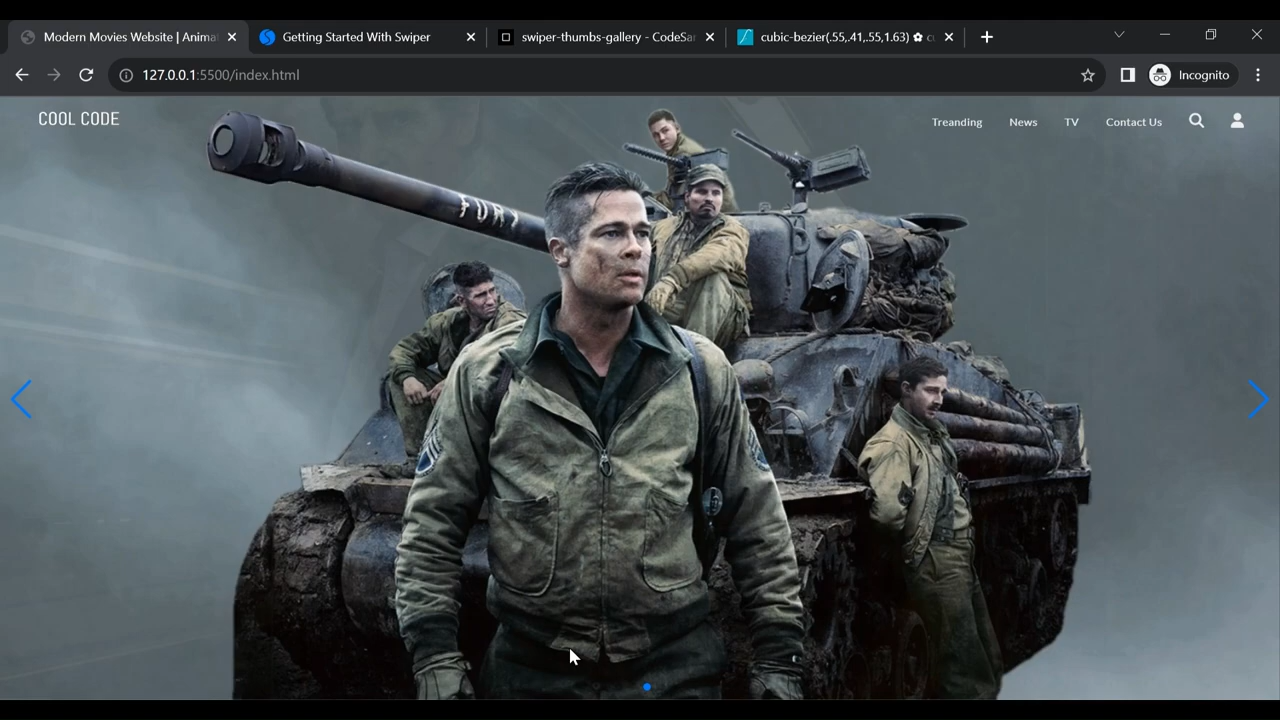 Modern Movies Website | Anima
Getting Started With Swiper
swiper-thumbs-gallery - CodeSa
cubic-bezier(.55,.41,.55,1.63) ✿ c
127.0.0.1:5500/index.html
Incognito
COOL CODE
Treanding
News
TV
Contact Us
FURY